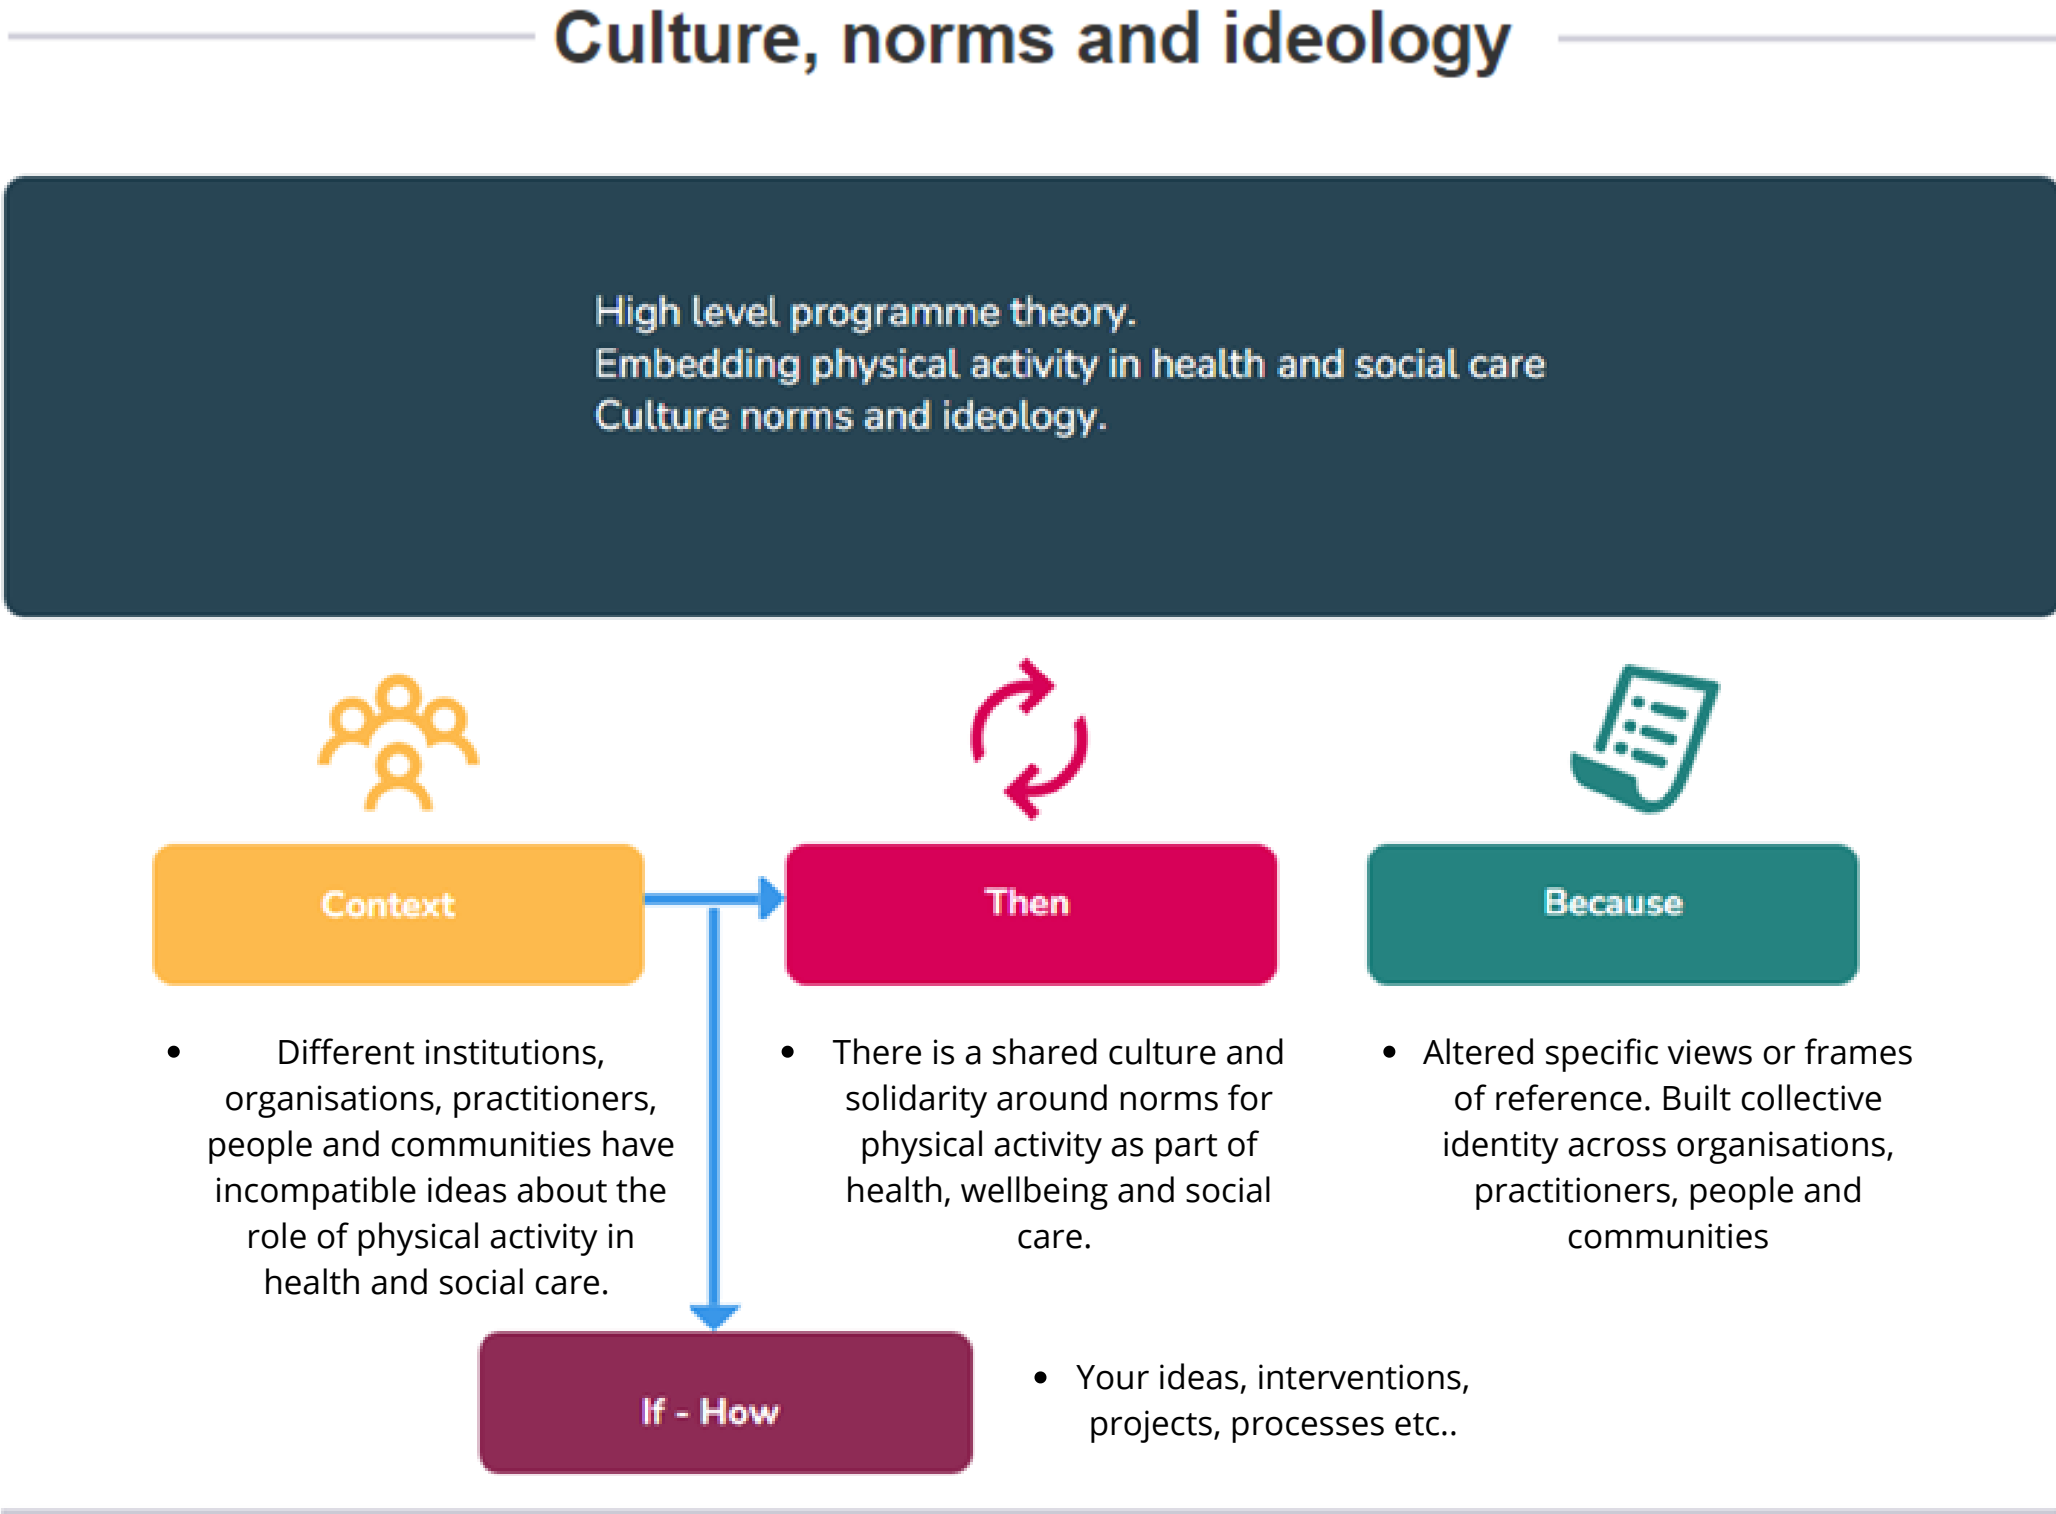 Culture, norms and ideology
High level programme theory.
Embedding physical activity in health and social care
Culture norms and ideology.
Context
Then
Because
• Different institutions,
organisations, practitioners,
people and communities have
incompatible ideas about the
role of physical activity in
health and social care.
• There is a shared culture and
solidarity around norms for
physical activity as part of
health, wellbeing and social
care.
• Altered specific views or frames
of reference. Built collective
identity across organisations,
practitioners, people and
communities
If - How
• Your ideas, interventions,
projects, processes etc..